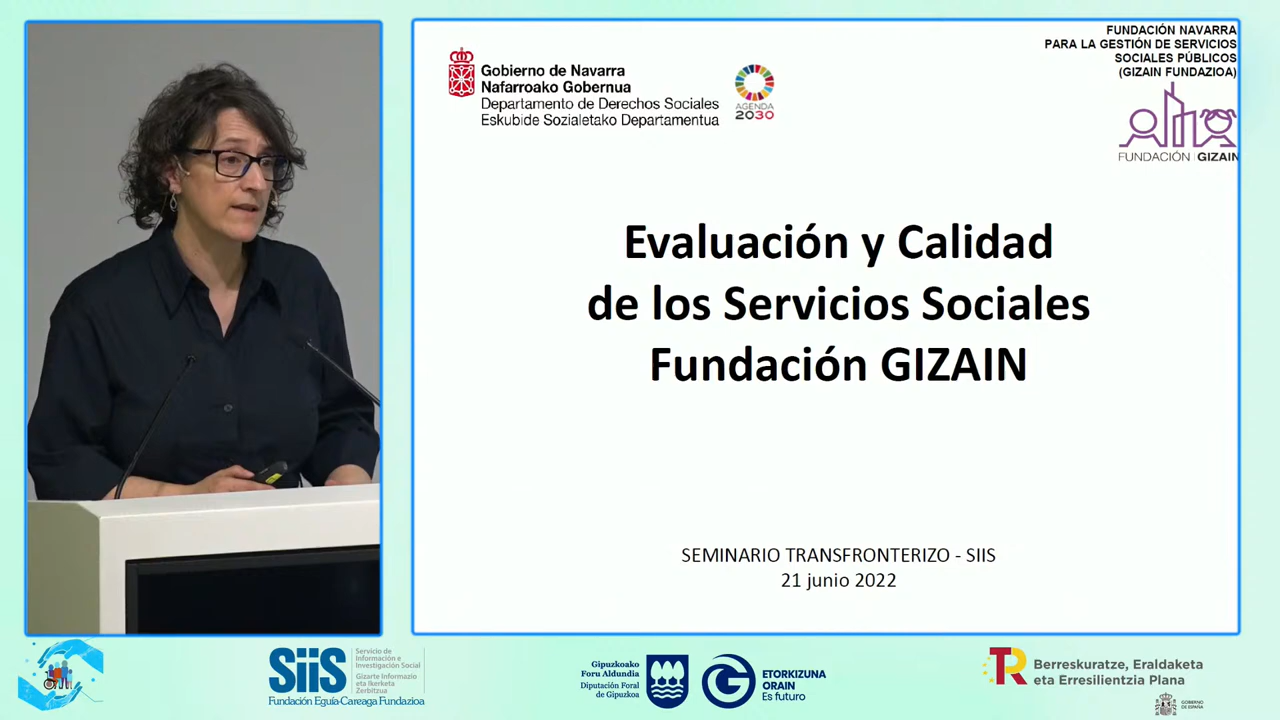 Gobierno de Navarra
Nafarroako Gobernua
Departamento de Derechos Sociales
Eskubide Sozialetako Departamentua
AGENDA
2030
FUNDACIÓN NAVARRA
PARA LA GESTIÓN DE SERVICIOS
SOCIALES PÚBLICOS
(GIZAIN FUNDAZIOA)
FUNDACIÓN GIZAIN
Evaluación y Calidad
de los Servicios Sociales
Fundación GIZAIN
SEMINARIO TRANSFRONTERIZO - SIIS
21 junio 2022
SiiS
Servicio de
Información e
Investigación Social
Gizarte Informazio
eta Ikerketa
Zerbitzua
Fundación Eguía-Careaga Fundazioa
Gipuzkoako
Foru Aldundia
Diputación Foral
de Gipuzkoa
ETORKIZUNA
ORAIN
Es futuro
Berreskuratze, Eraldaketa
eta Erresilientzia Plana
GOBIERNO
DE ESPAÑA